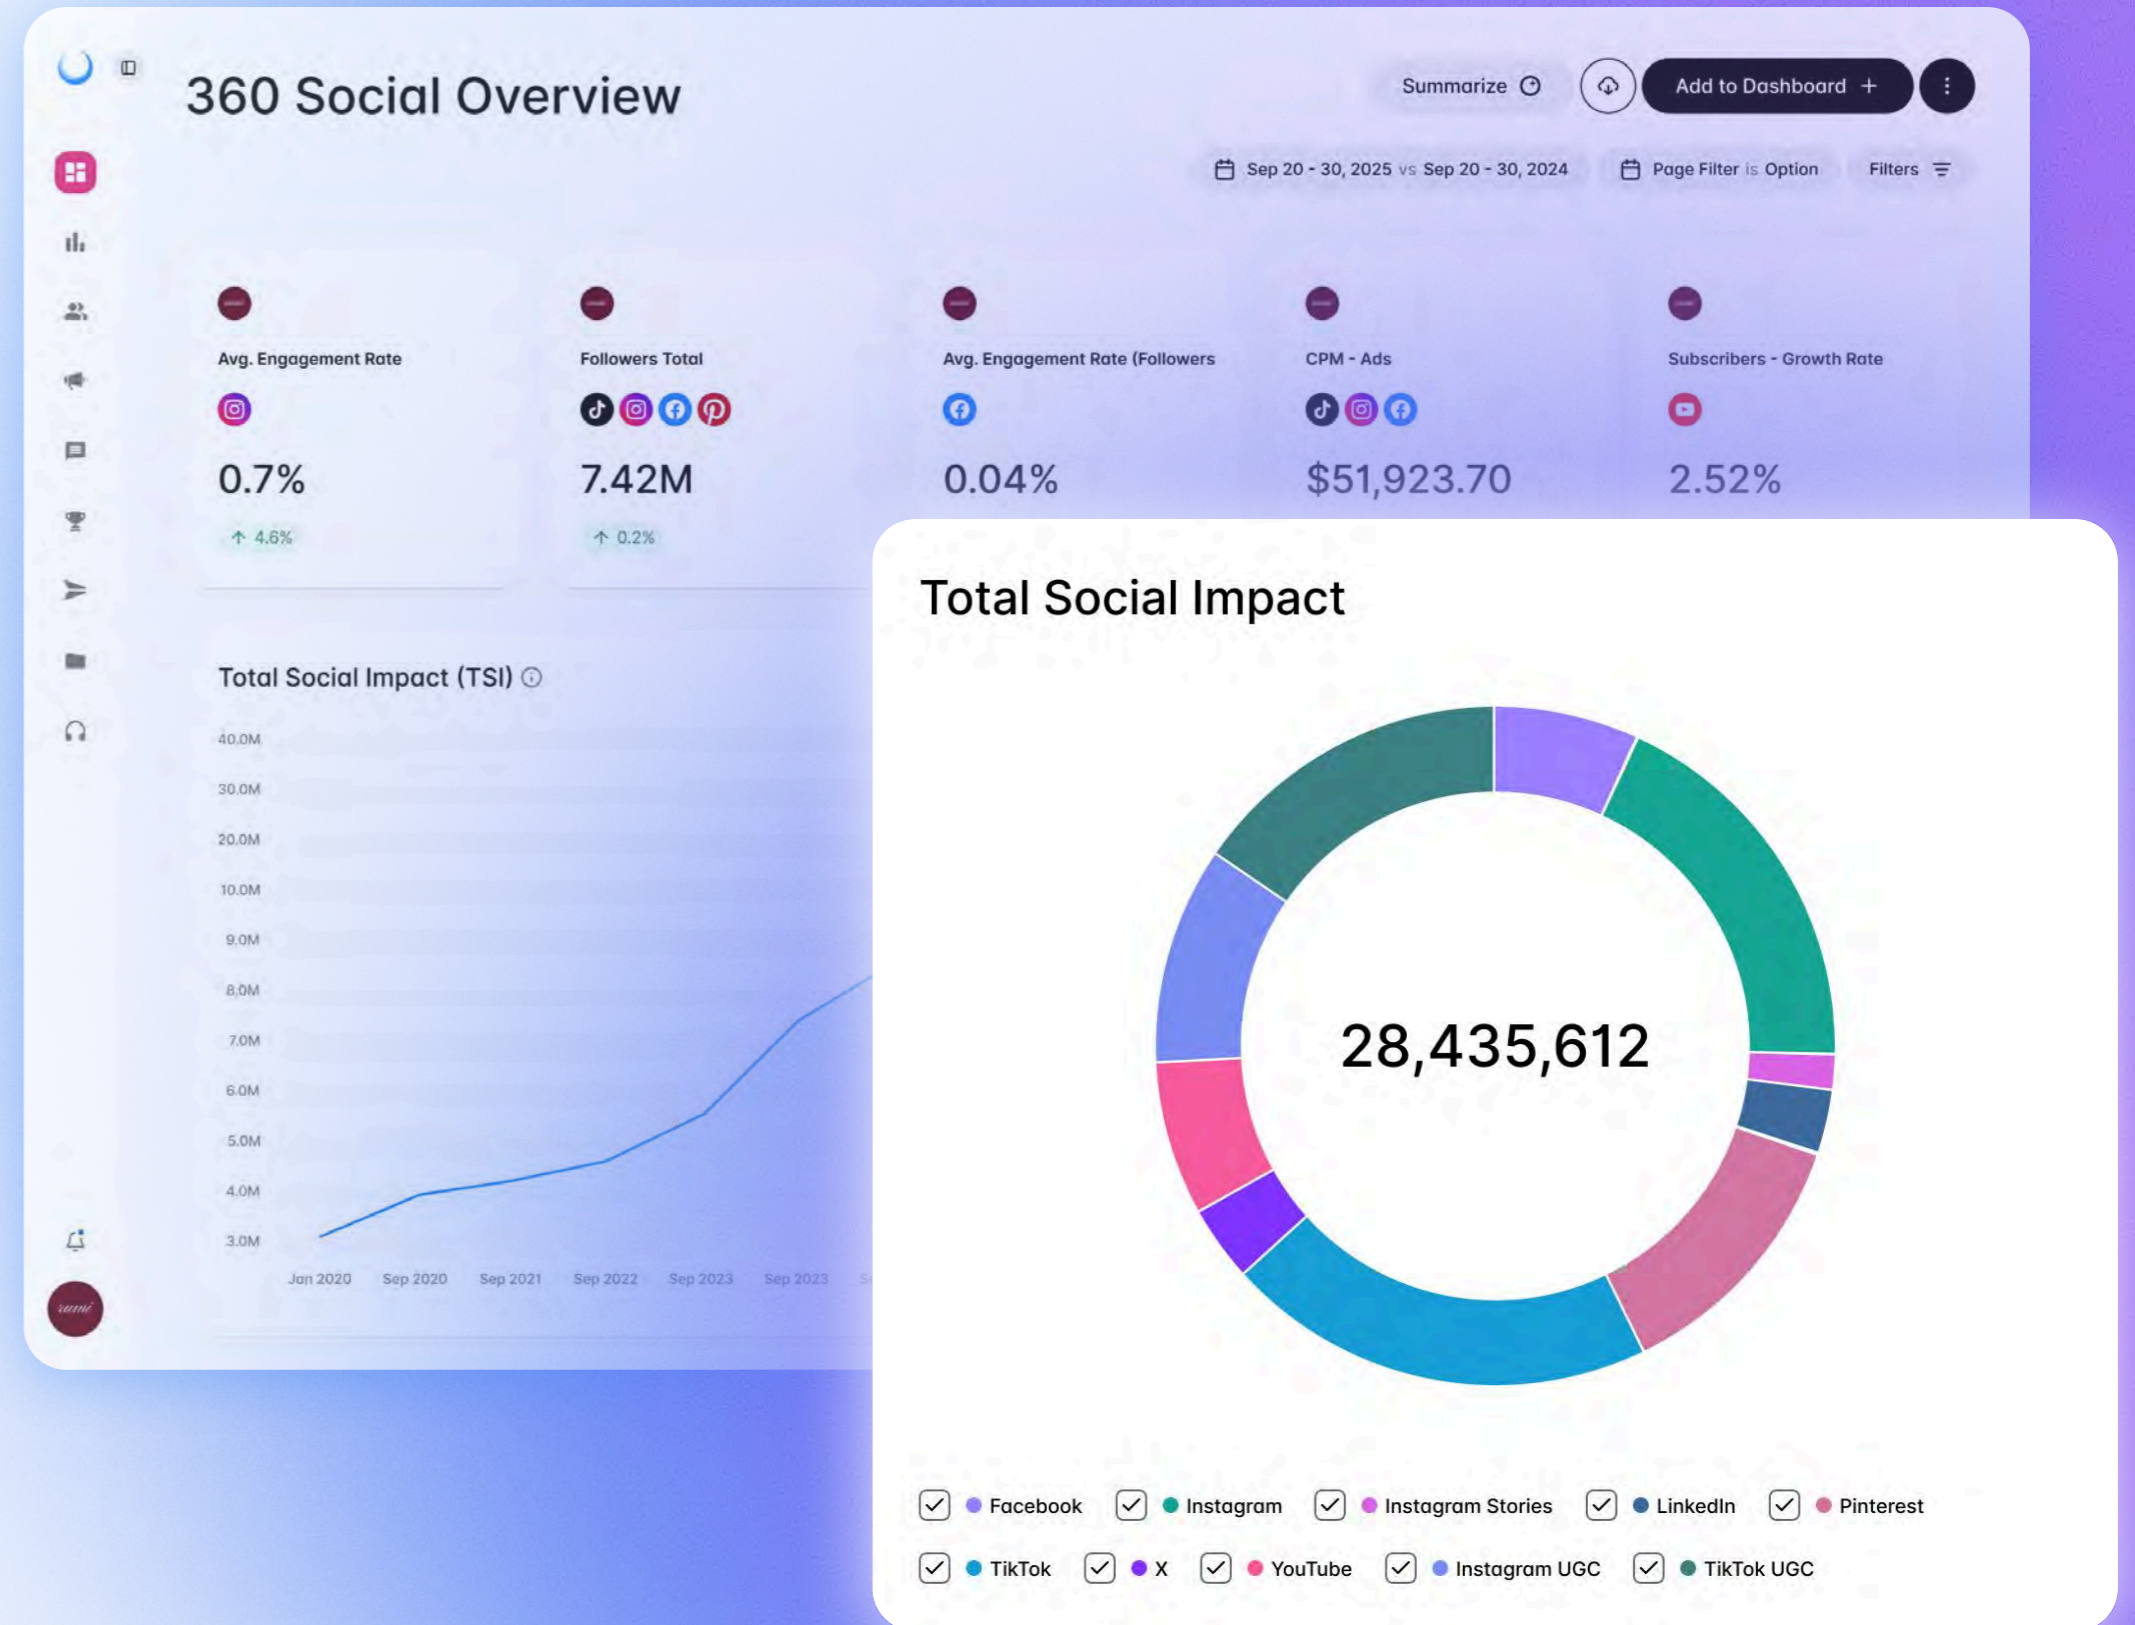 360 Social Overview
Summarize
Add to Dashboard +
Sep 20 - 30, 2025 vs Sep 20 - 30, 2024
Page Filter is Option
Filters
Avg. Engagement Rate
0.7%
↑ 4.6%
Followers Total
7.42M
↑ 0.2%
Avg. Engagement Rate (Followers
0.04%
CPM - Ads
$51,923.70
Subscribers - Growth Rate
2.52%
Total Social Impact (TSI)
40.0M
30.0M
20.0M
10.0M
9.0M
8.0M
7.0M
6.0M
5.0M
4.0M
3.0M
Jan 2020 Sep 2020 Sep 2021 Sep 2022 Sep 2023 Sep 2023
rumi
Total Social Impact
28,435,612
Facebook Instagram Instagram Stories LinkedIn Pinterest
TikTok X YouTube Instagram UGC TikTok UGC